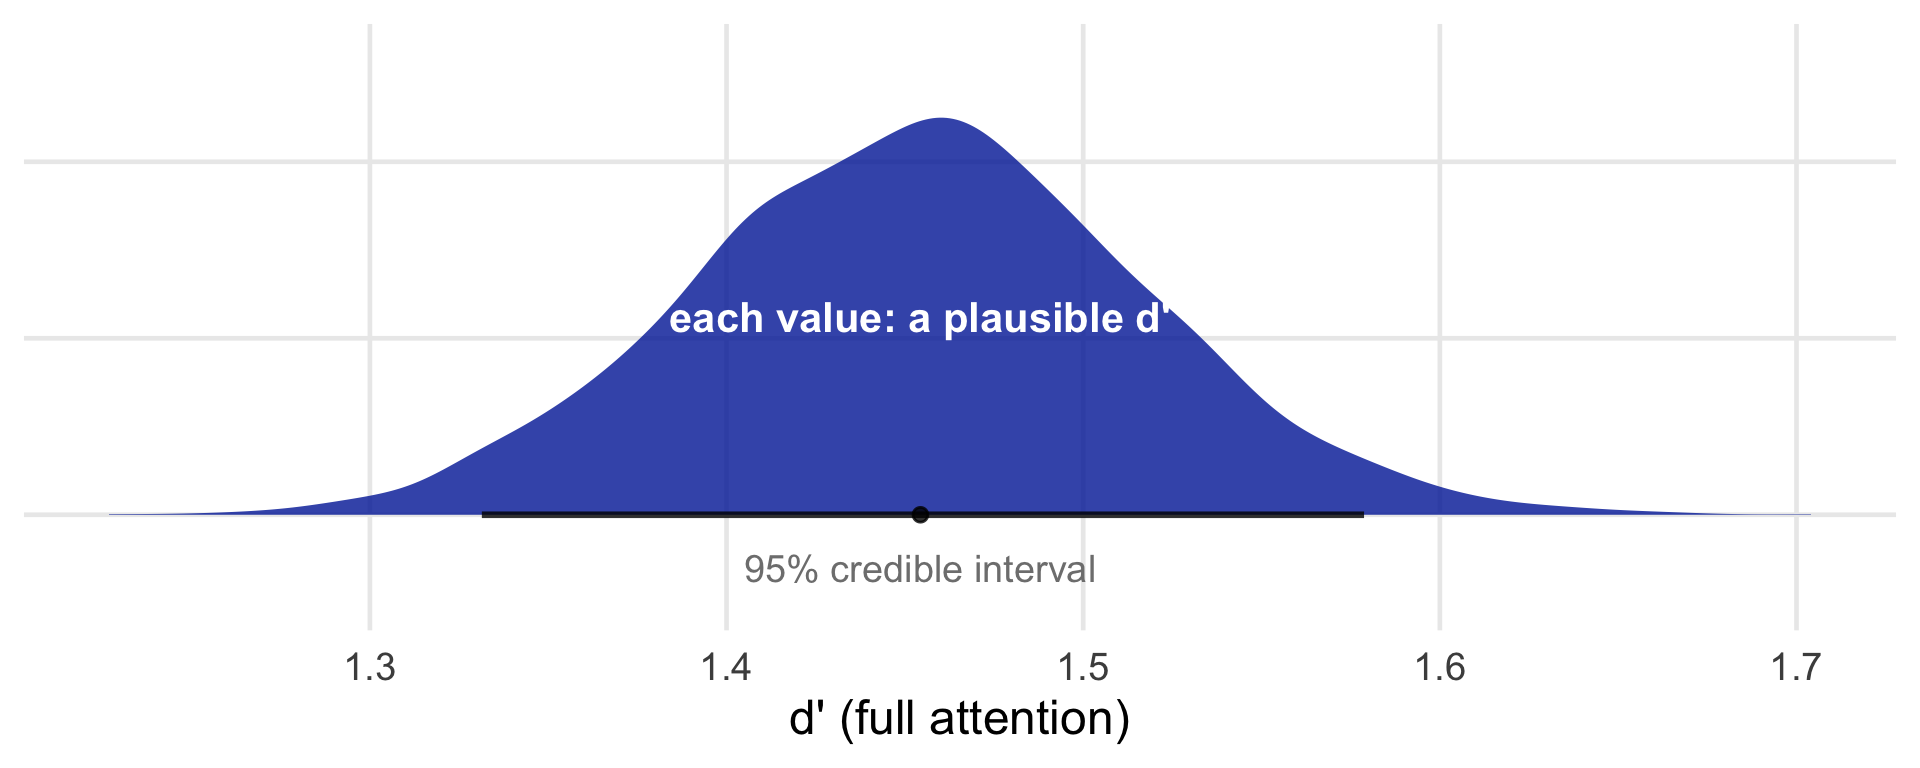 each value: a plausible d'
95% credible interval
1.3 1.4 1.5 1.6 1.7
d' (full attention)